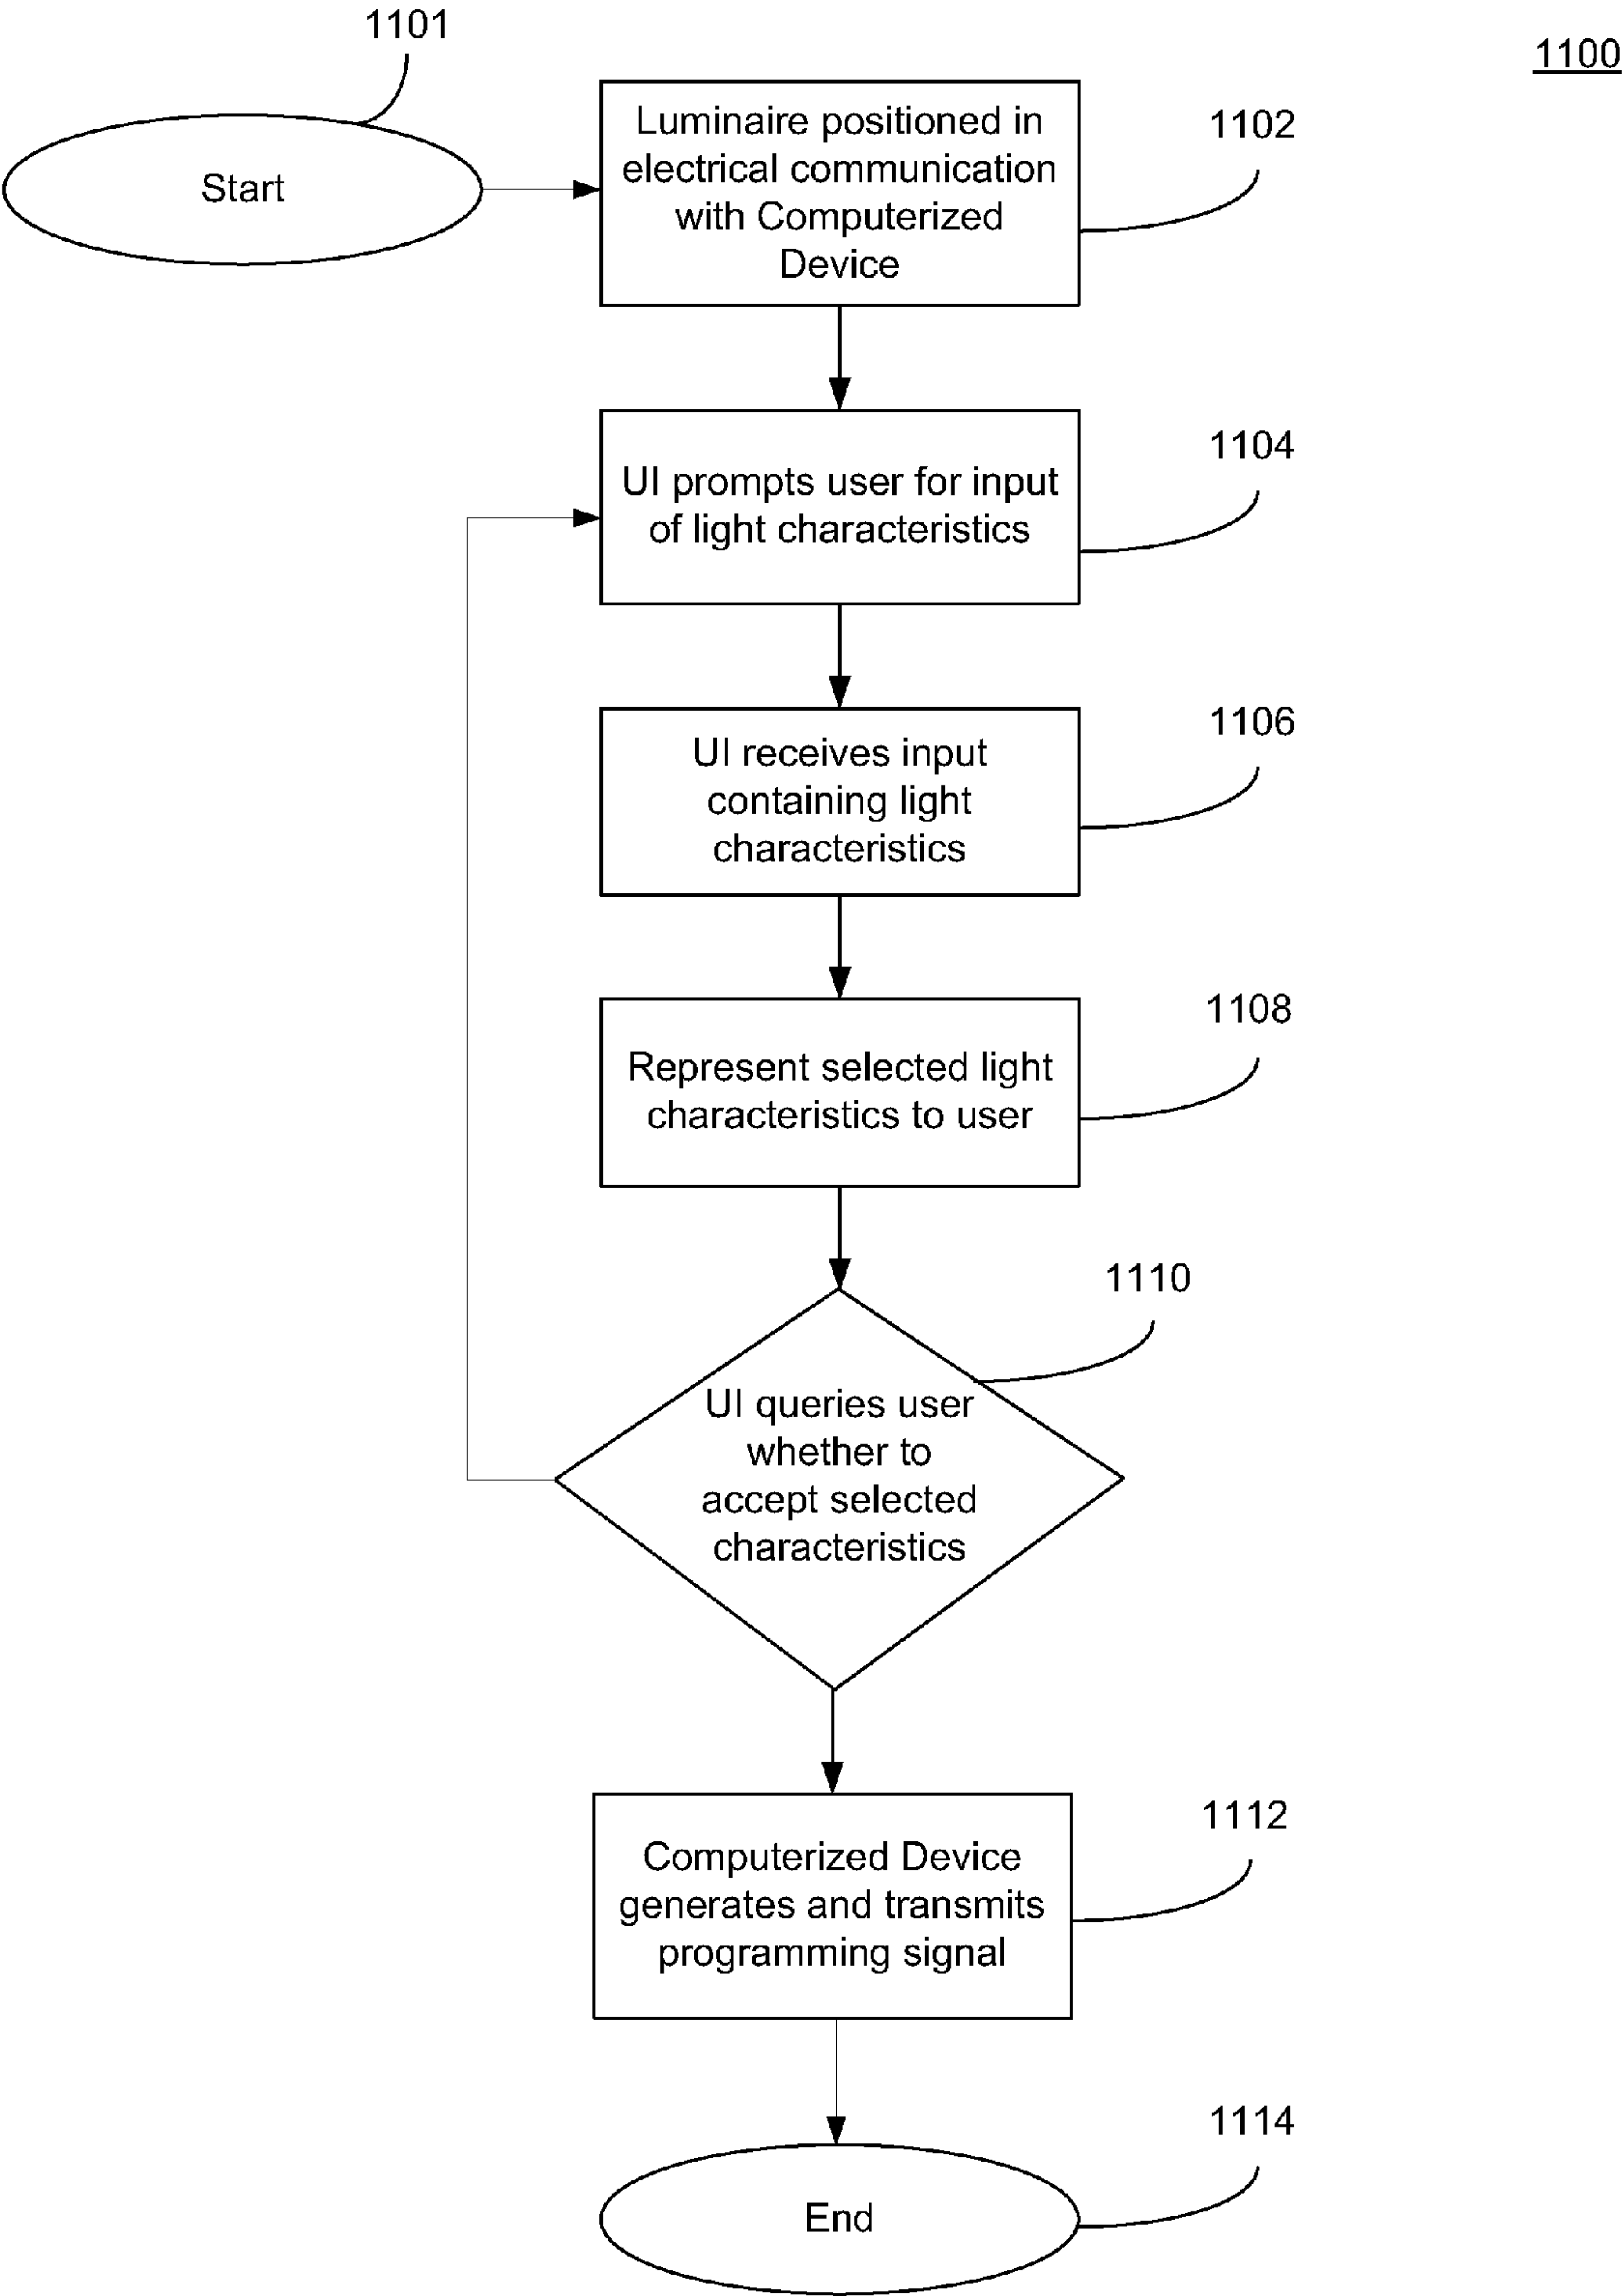 1101
1100
Start
Luminaire positioned in
electrical communication
with Computerized
Device
1102
UI prompts user for input
of light characteristics
1104
UI receives input
containing light
characteristics
1106
Represent selected light
characteristics to user
1108
UI queries user
whether to
accept selected
characteristics
1110
Computerized Device
generates and transmits
programming signal
1112
End
1114